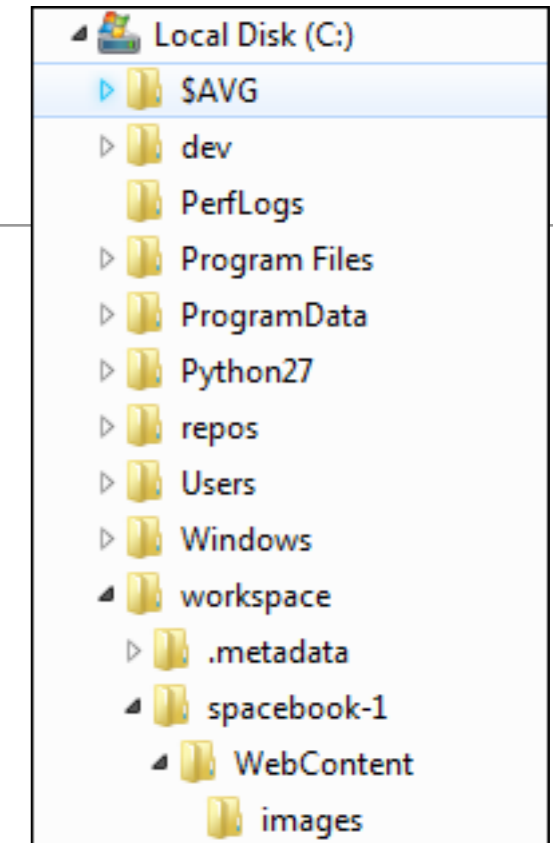 Local Disk (C:)
$AVG
dev
PerfLogs
Program Files
ProgramData
Python27
repos
Users
Windows
workspace
.metadata
spacebook-1
WebContent
images